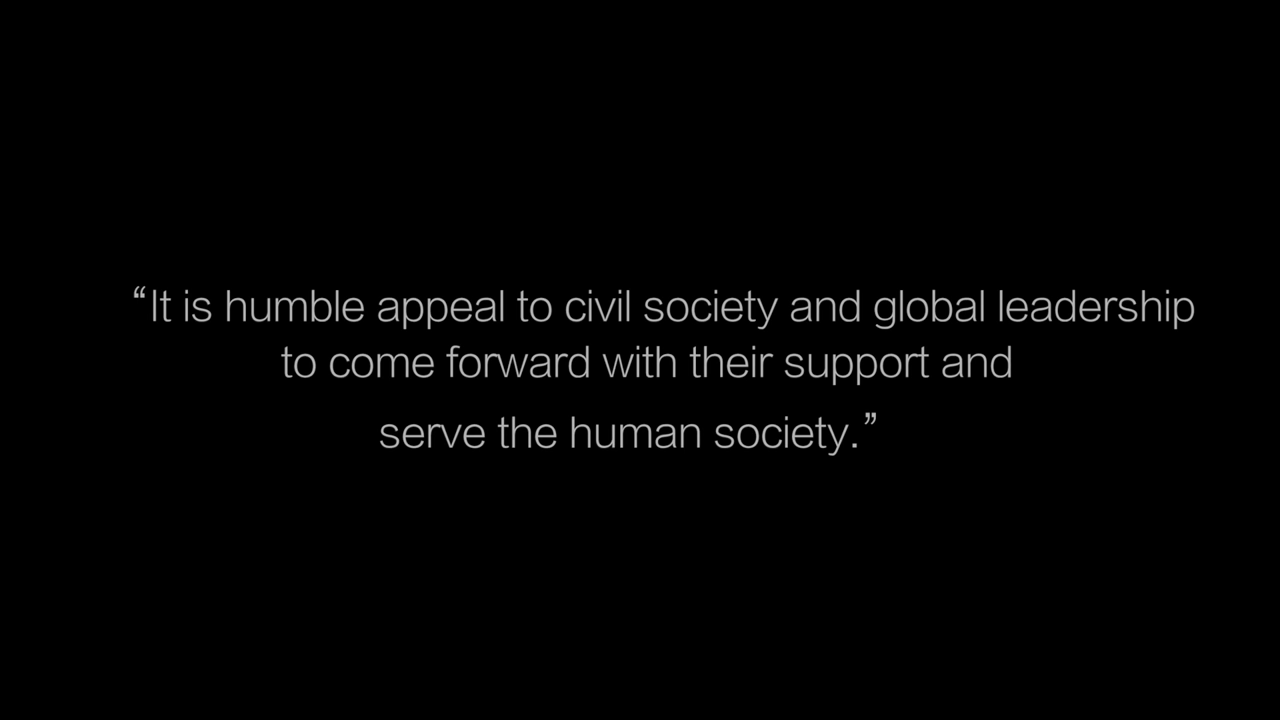 “It is humble appeal to civil society and global leadership
to come forward with their support and
serve the human society.”